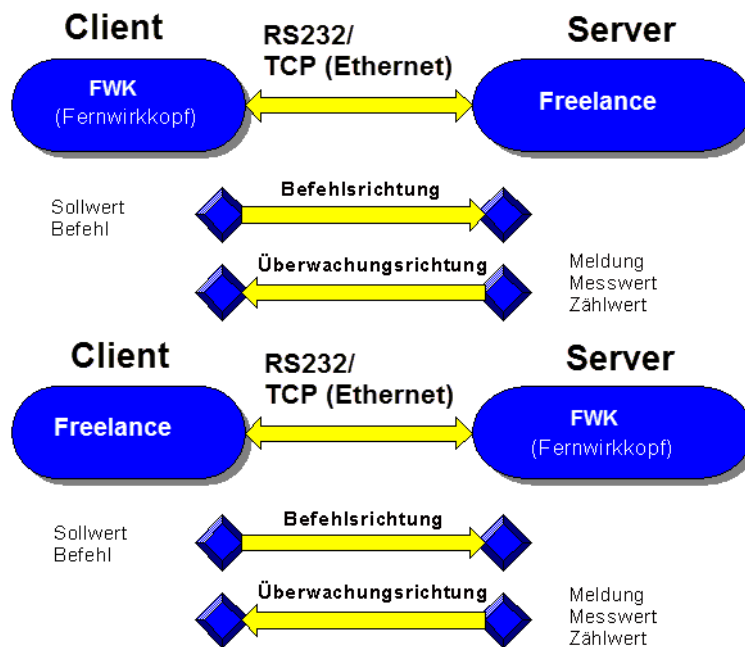 Client
RS232/
TCP (Ethernet)
Server
FWK
(Fernwirkkopf)
Freelance
Sollwert
Befehl
Befehlsrichtung
Überwachungsrichtung
Meldung
Messwert
Zählwert
Client
RS232/
TCP (Ethernet)
Server
Freelance
FWK
(Fernwirkkopf)
Sollwert
Befehl
Befehlsrichtung
Überwachungsrichtung
Meldung
Messwert
Zählwert